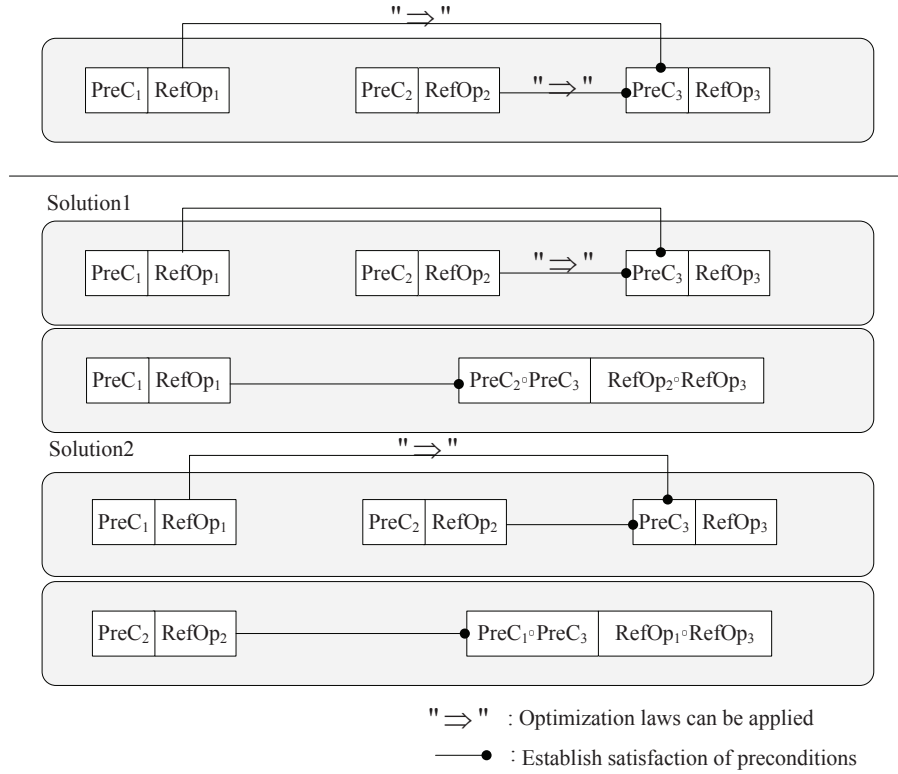 "⇒"
PreC₁ RefOp₁ PreC₂ RefOp₂ "⇒" PreC₃ RefOp₃
Solution1
PreC₁ RefOp₁ PreC₂ RefOp₂ "⇒" PreC₃ RefOp₃
PreC₁ RefOp₁ PreC₂▫PreC₃ RefOp₂▫RefOp₃
Solution2
"⇒"
PreC₁ RefOp₁ PreC₂ RefOp₂ PreC₃ RefOp₃
PreC₂ RefOp₂ PreC₁▫PreC₃ RefOp₁▫RefOp₃
"⇒" : Optimization laws can be applied
: Establish satisfaction of preconditions